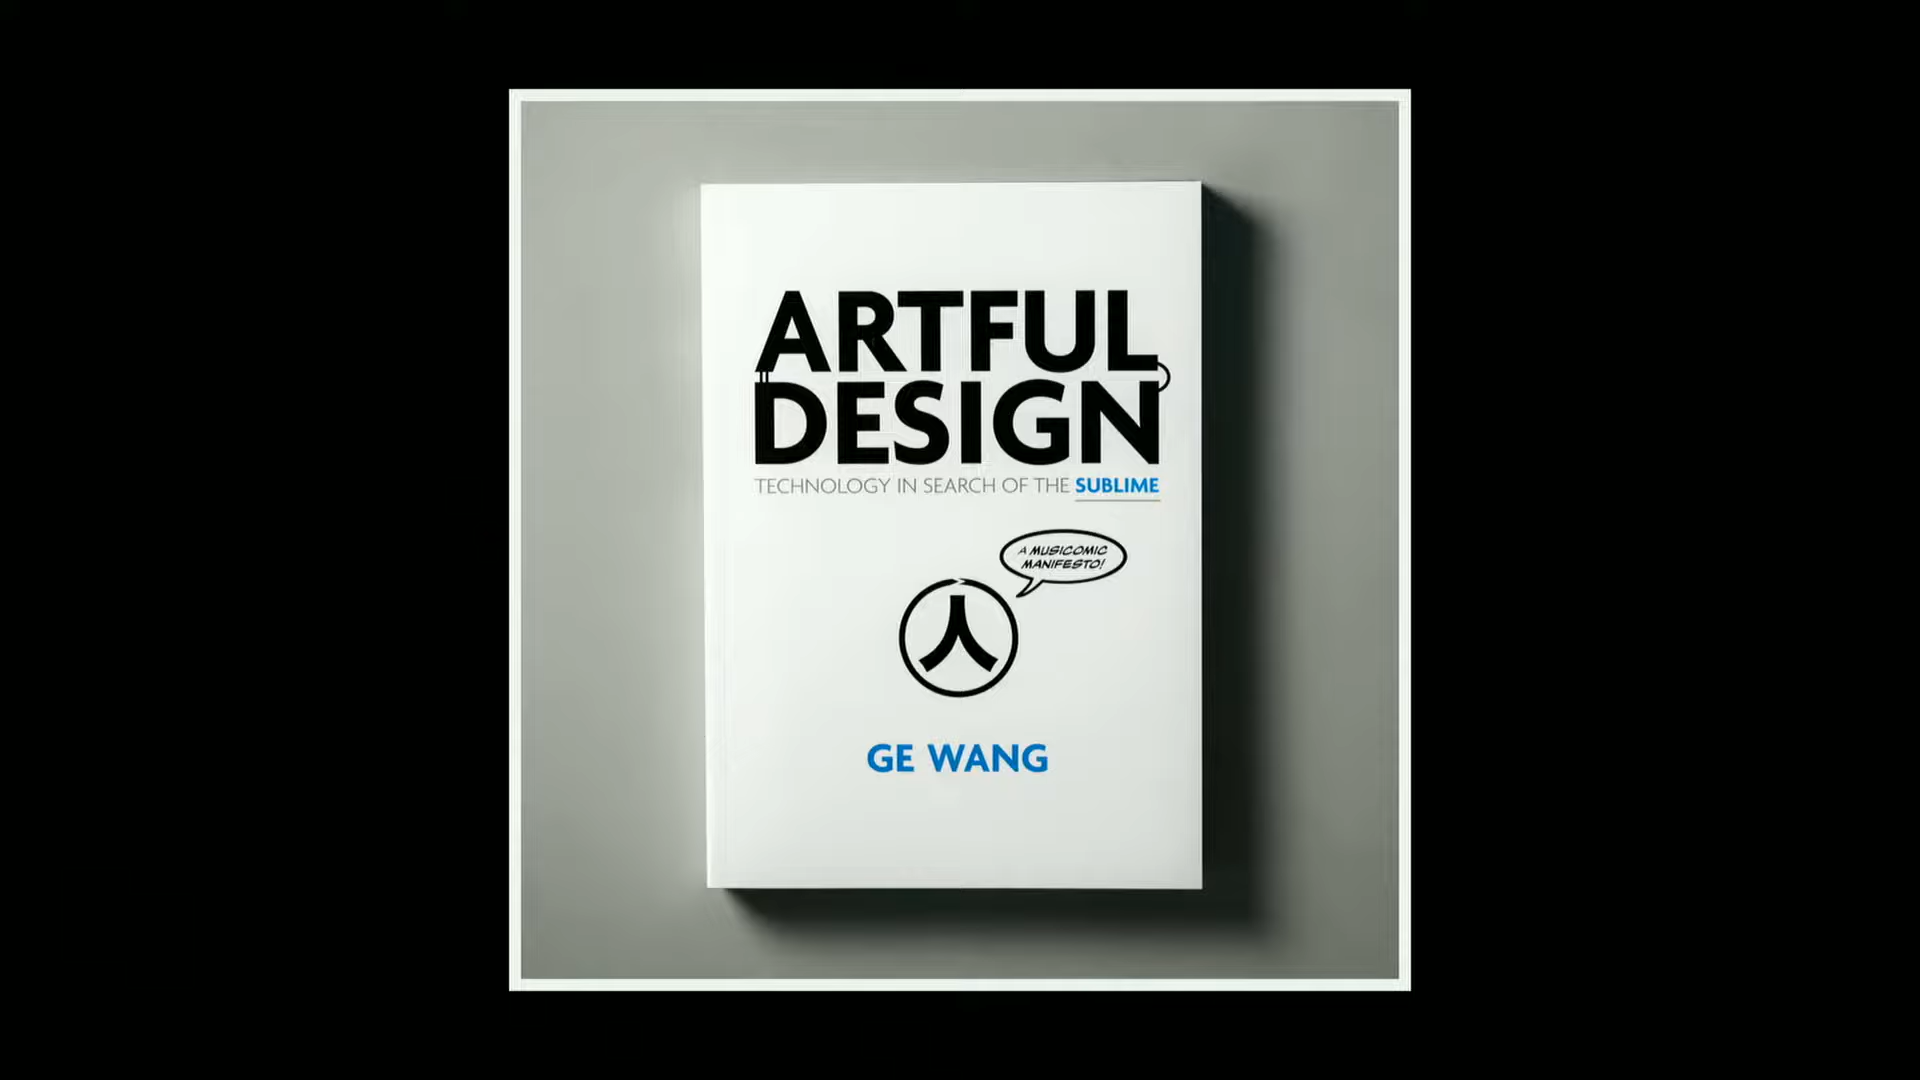 ARTFUL
DESIGN
TECHNOLOGY IN SEARCH OF THE SUBLIME
A MUSICOMIC
MANIFESTO!
人
GE WANG